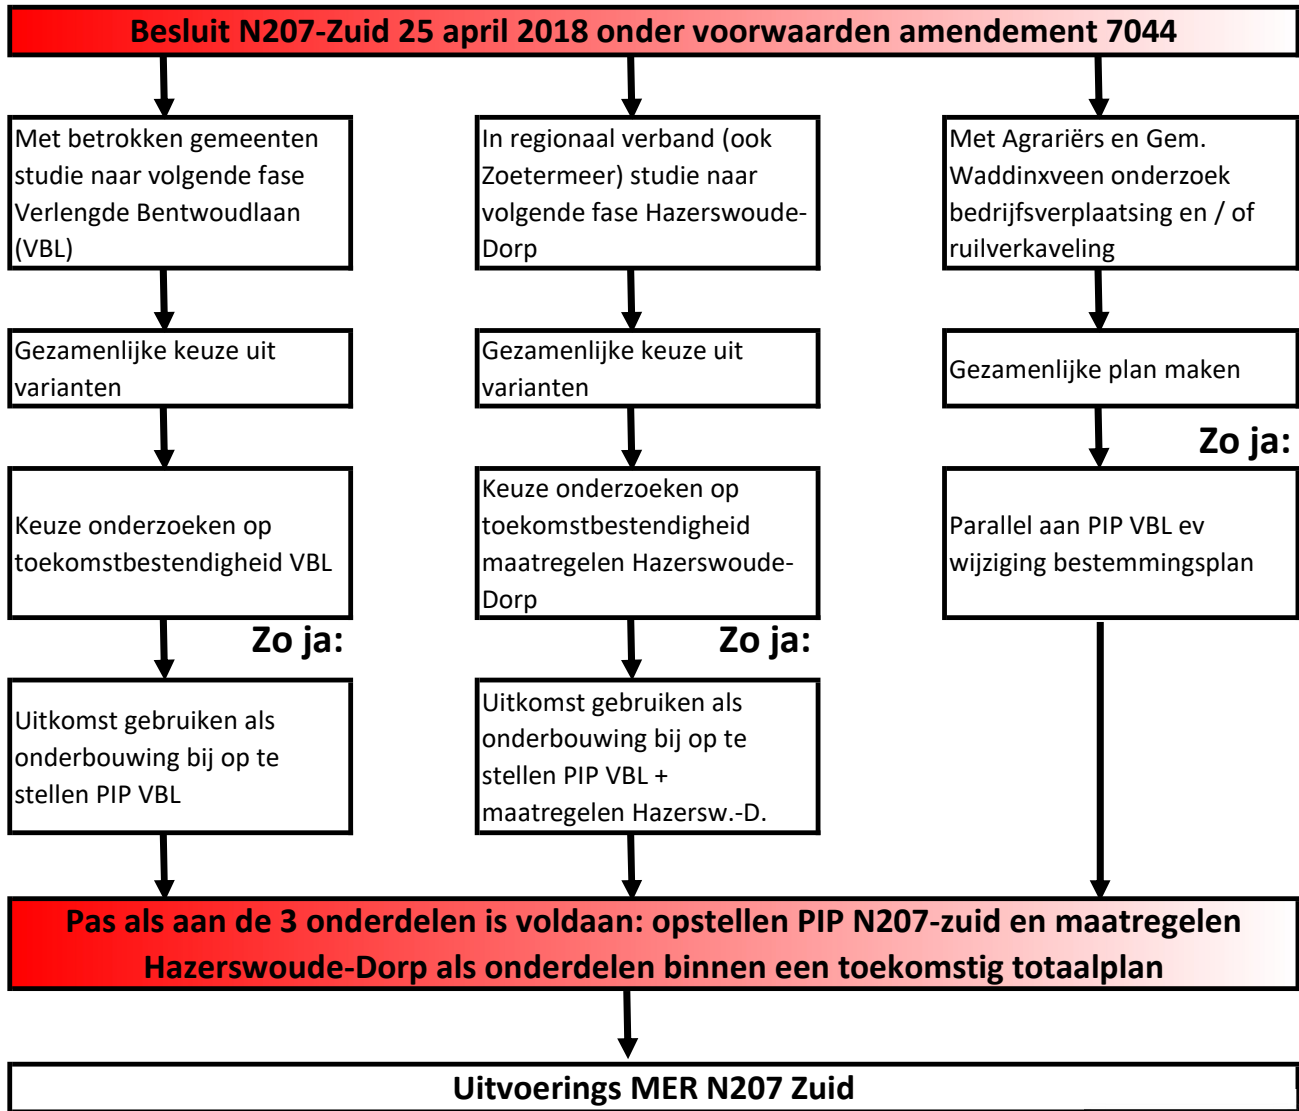 Besluit N207-Zuid 25 april 2018 onder voorwaarden amendement 7044
Met betrokken gemeenten
studie naar volgende fase
Verlengde Bentwoudlaan
(VBL)
In regionaal verband (ook
Zoetermeer) studie naar
volgende fase Hazerswoude-
Dorp
Met Agrariërs en Gem.
Waddinxveen onderzoek
bedrijfsverplaatsing en / of
ruilverkaveling
Gezamenlijke keuze uit
varianten
Gezamenlijke keuze uit
varianten
Gezamenlijke plan maken
Zo ja:
Keuze onderzoeken op
toekomstbestendigheid VBL
Keuze onderzoeken op
toekomstbestendigheid
maatregelen Hazerswoude-
Dorp
Parallel aan PIP VBL ev
wijziging bestemmingsplan
Zo ja:
Zo ja:
Uitkomst gebruiken als
onderbouwing bij op te
stellen PIP VBL
Uitkomst gebruiken als
onderbouwing bij op te
stellen PIP VBL +
maatregelen Hazersw.-D.
Pas als aan de 3 onderdelen is voldaan: opstellen PIP N207-zuid en maatregelen
Hazerswoude-Dorp als onderdelen binnen een toekomstig totaalplan
Uitvoerings MER N207 Zuid